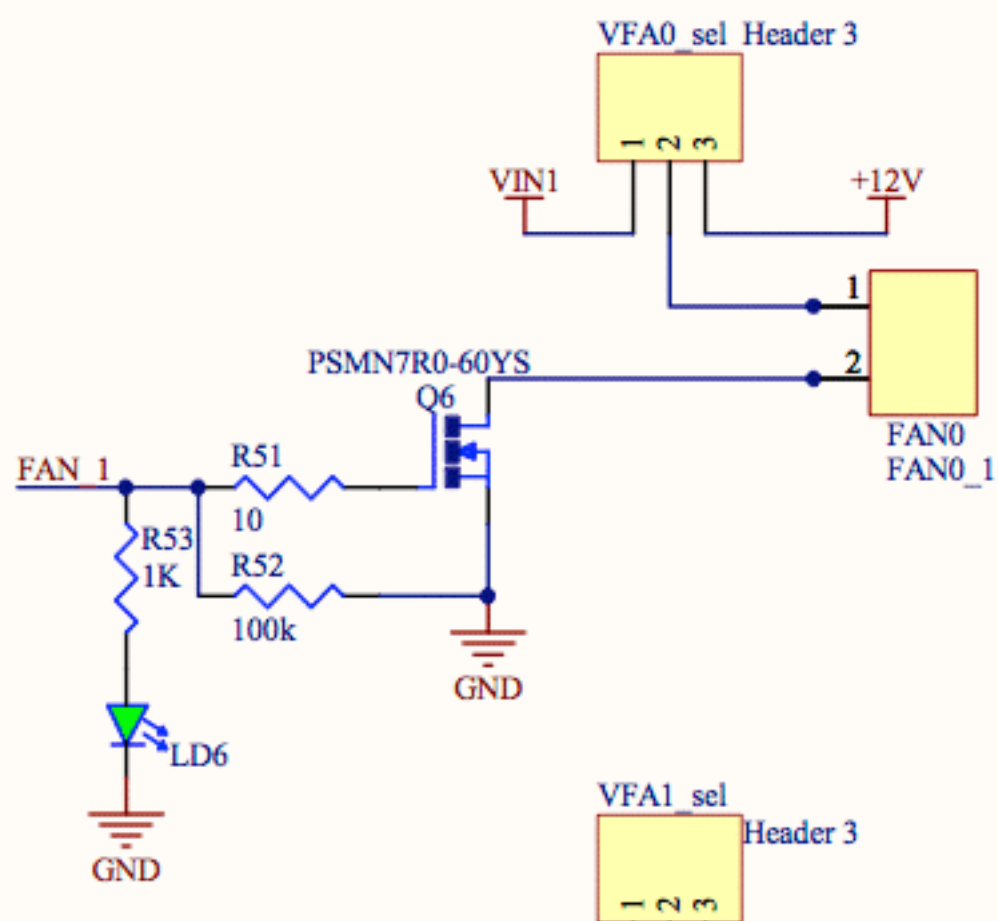 VFA0_sel Header 3
1 2 3
VIN1
+12V
1
2
FAN0
FAN0_1
PSMN7R0-60YS
Q6
FAN_1
R51
10
R53
1K
R52
100k
GND
LD6
GND
VFA1_sel
Header 3
1 2 3